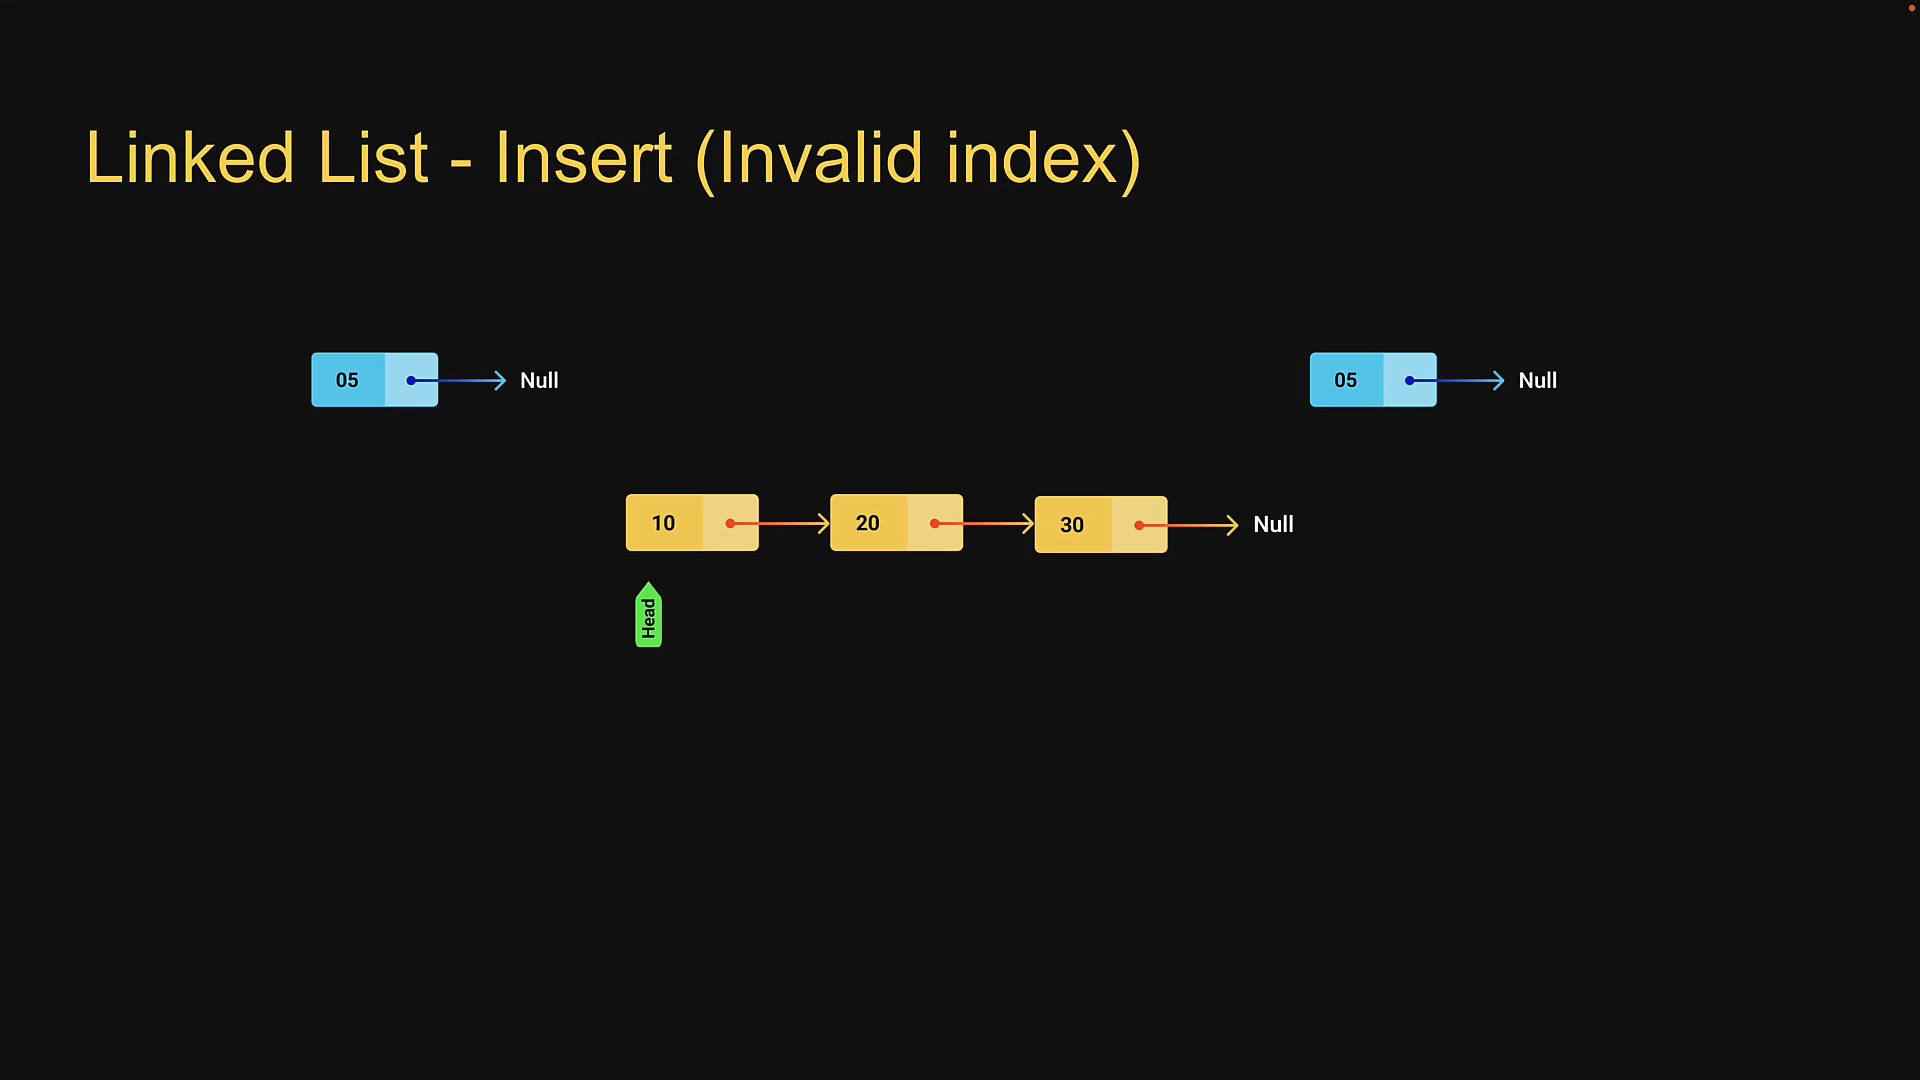 Linked List - Insert (Invalid index)
05 Null
05 Null
10 20 30 Null
Head